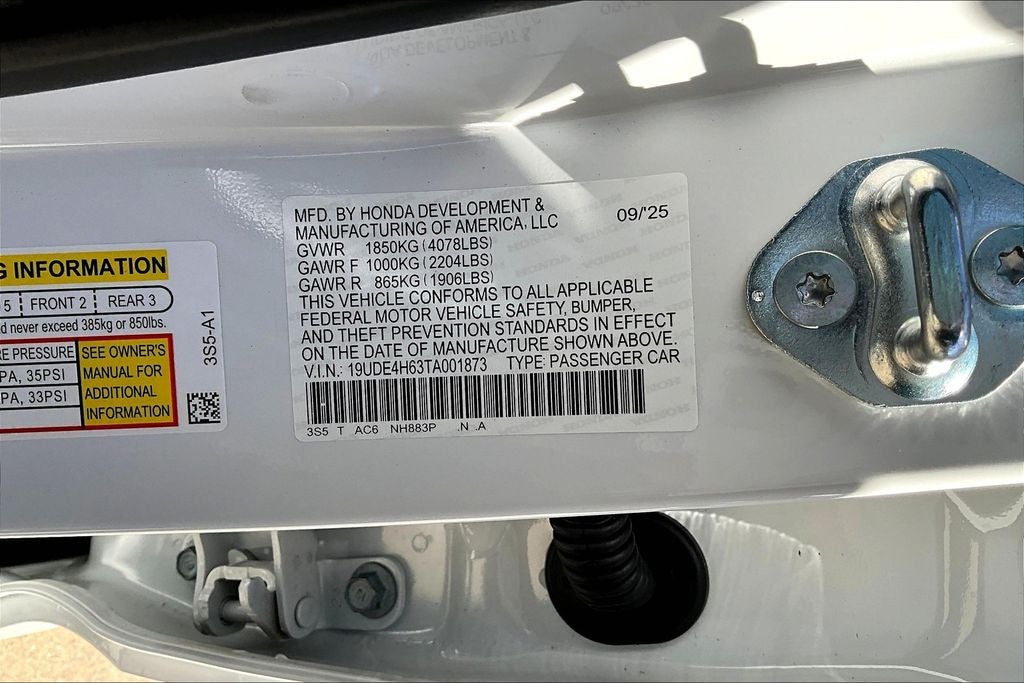 G INFORMATION
5 FRONT 2 REAR 3
d never exceed 385kg or 850lbs.
RE PRESSURE SEE OWNER'S
PA, 35PSI MANUAL FOR
PA, 33PSI ADDITIONAL
INFORMATION
3S5-A1
MFD. BY HONDA DEVELOPMENT & 09/'25
MANUFACTURING OF AMERICA, LLC
GVWR 1850KG (4078LBS)
GAWR F 1000KG (2204LBS)
GAWR R 865KG (1906LBS)
THIS VEHICLE CONFORMS TO ALL APPLICABLE
FEDERAL MOTOR VEHICLE SAFETY, BUMPER,
AND THEFT PREVENTION STANDARDS IN EFFECT
ON THE DATE OF MANUFACTURE SHOWN ABOVE.
V.I.N.: 19UDE4H63TA001873 TYPE: PASSENGER CAR
3S5 T AC6 NH883P .N .A